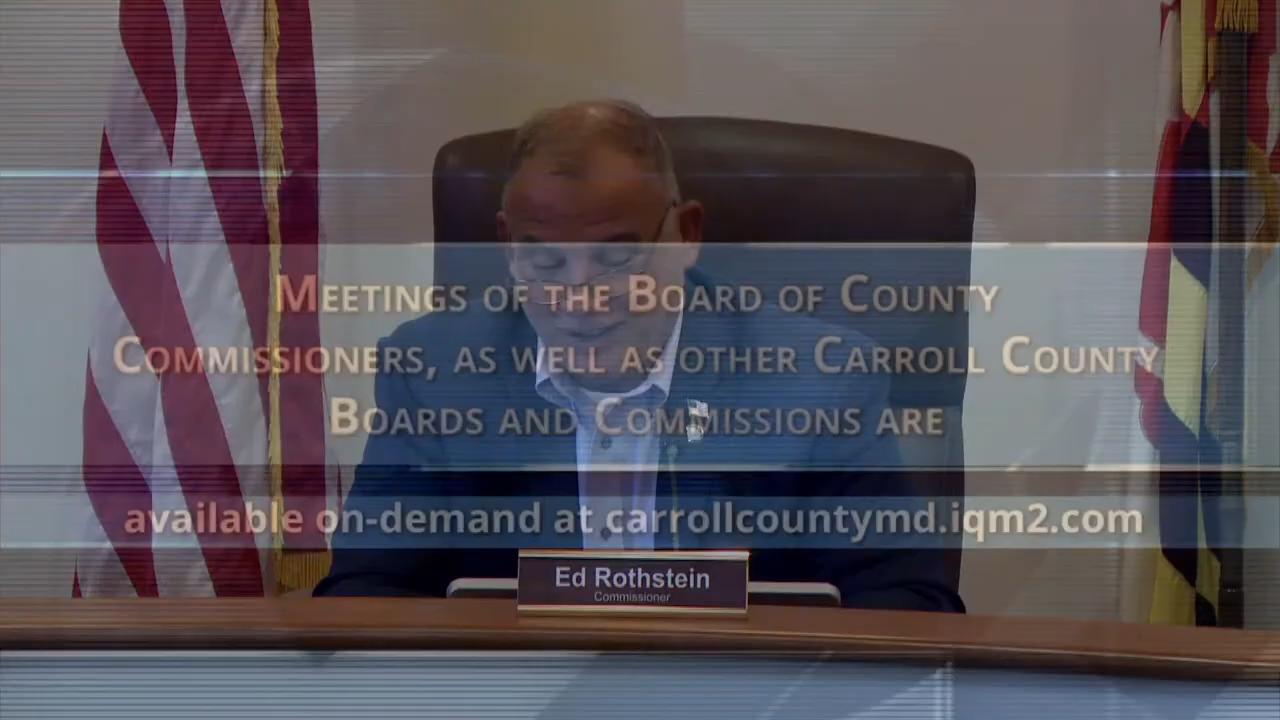 Meetings of the Board of County
Commissioners, as well as other Carroll County
Boards and Commissions are
available on-demand at carrollcountymd.iqm2.com
Ed Rothstein
Commissioner